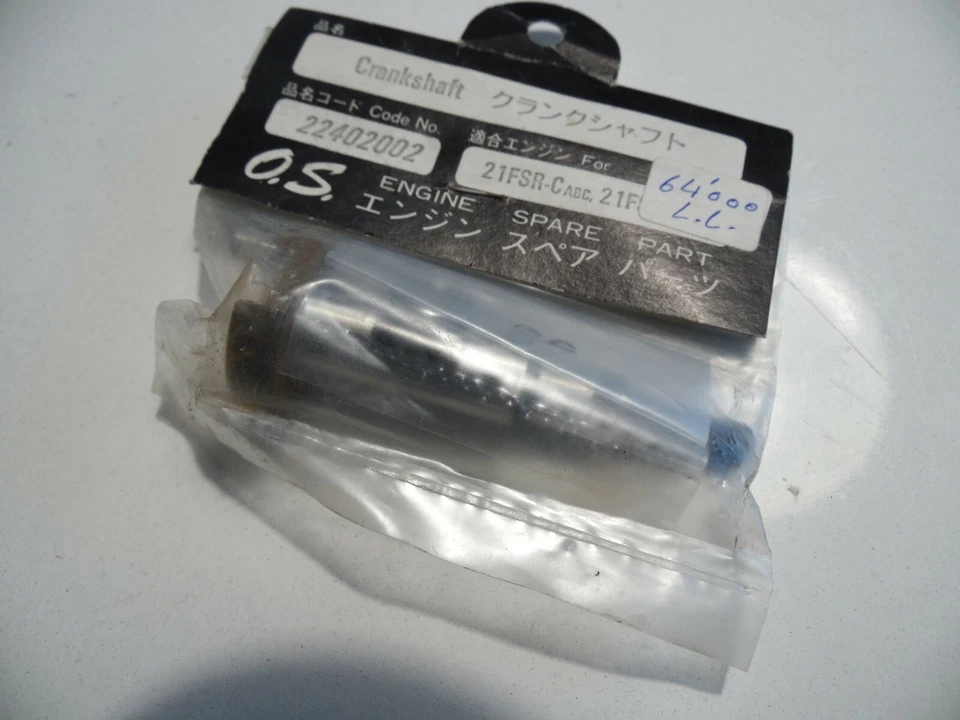 品名
Crankshaft クランクシャフト
品名コード Code No.
22402002
適合エンジン For
21FSR-CABC, 21F
64'000
L.L.
O.S. ENGINE SPARE PART
エンジン スペア パーツ